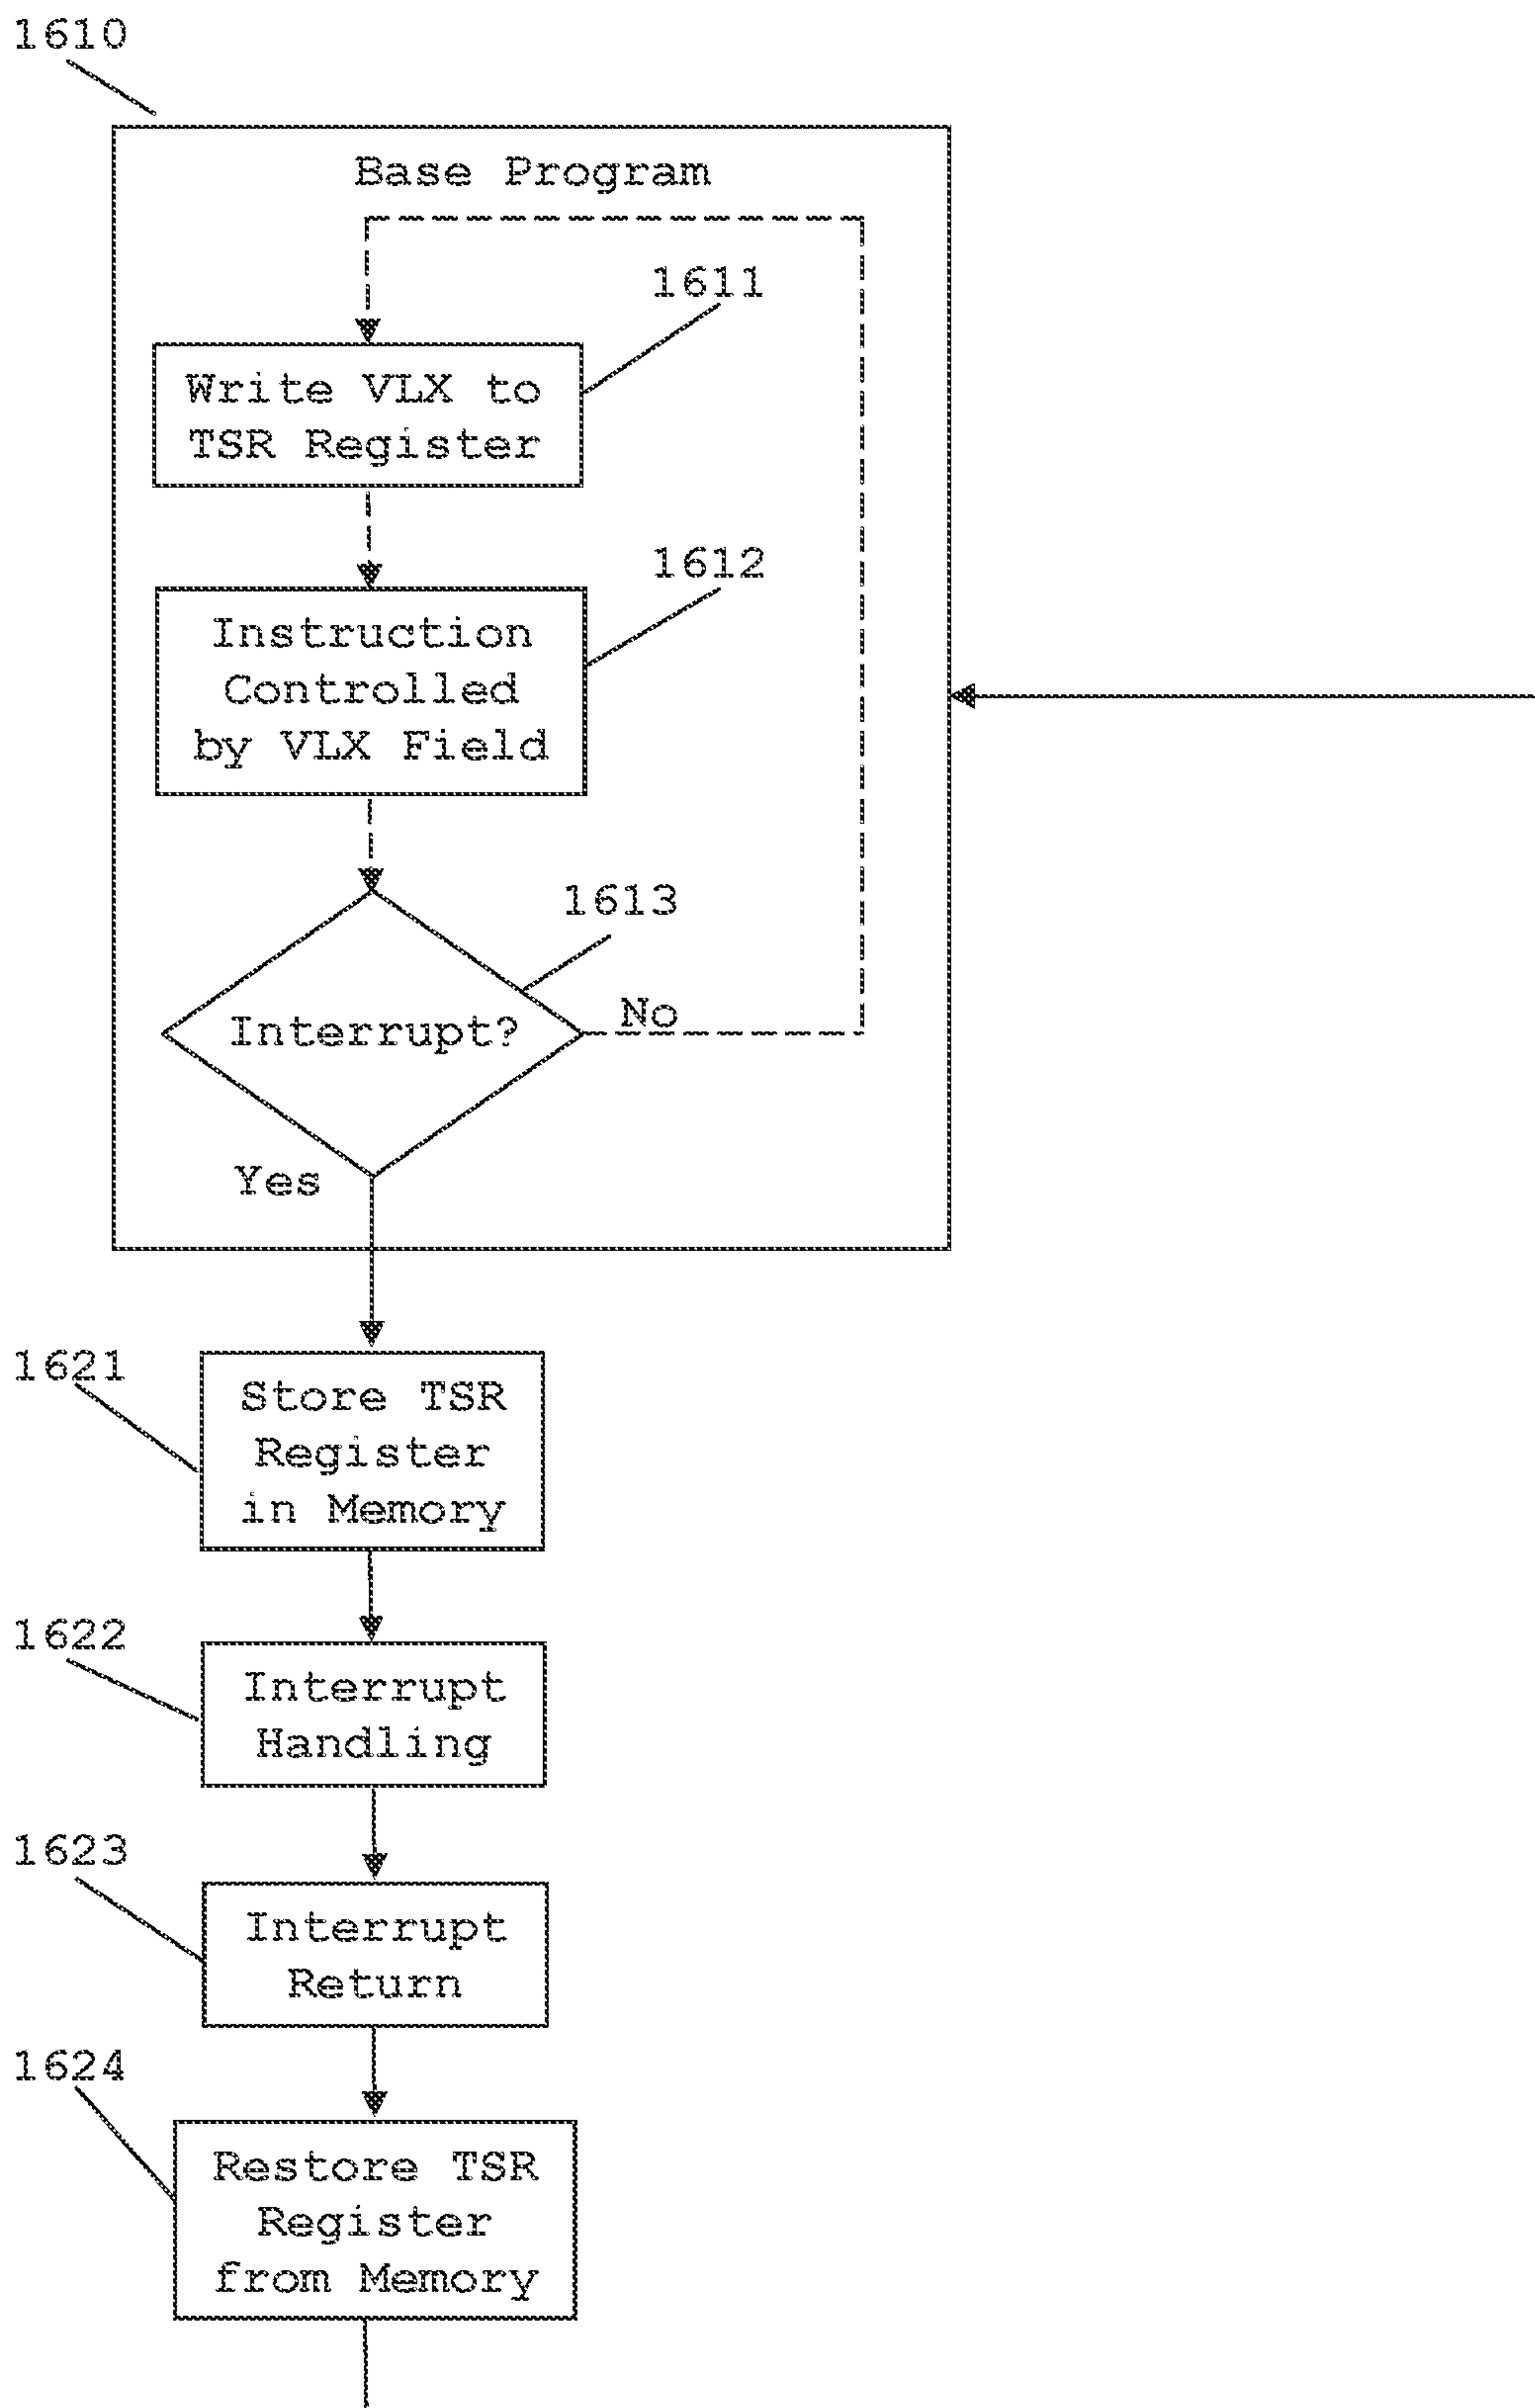 1610
Base Program
1611
Write VLX to
TSR Register
1612
Instruction
Controlled
by VLX Field
1613
Interrupt?
No
Yes
1621
Store TSR
Register
in Memory
1622
Interrupt
Handling
1623
Interrupt
Return
1624
Restore TSR
Register
from Memory